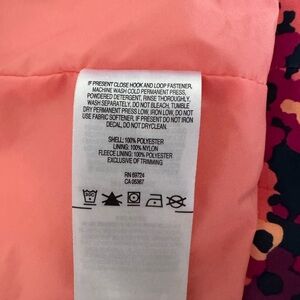 IF PRESENT CLOSE HOOK AND LOOP FASTENER,
MACHINE WASH COLD PERMANENT PRESS,
POWDERED DETERGENT, RINSE THOROUGHLY,
WASH SEPARATELY, DO NOT BLEACH, TUMBLE
DRY PERMANENT PRESS LOW, IRON LOW, DO NOT
USE FABRIC SOFTENER. IF PRESENT DO NOT IRON
DECAL, DO NOT DRYCLEAN.
SHELL: 100% POLYESTER
LINING: 100% NYLON
FLEECE LINING: 100% POLYESTER
EXCLUSIVE OF TRIMMING
RN 69724
CA 05367